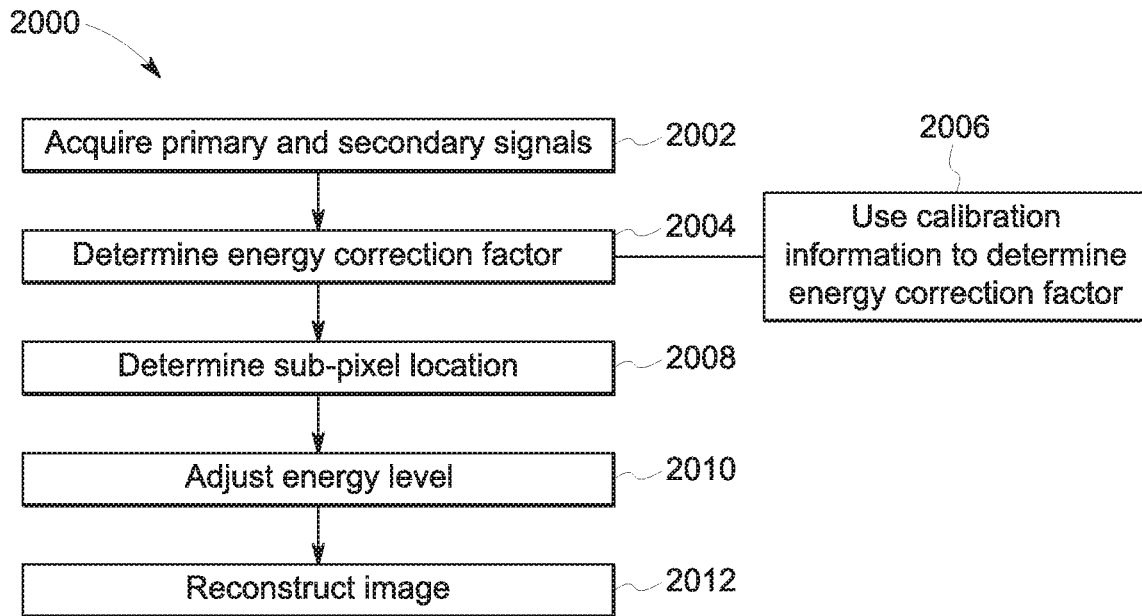 2000
Acquire primary and secondary signals
2002
Determine energy correction factor
2004
2006
Use calibration
information to determine
energy correction factor
Determine sub-pixel location
2008
Adjust energy level
2010
Reconstruct image
2012